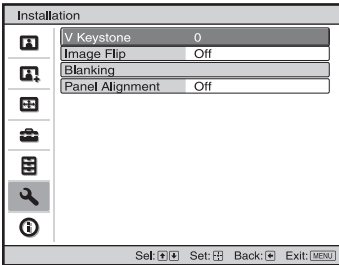 Installation
V Keystone 0
Image Flip Off
Blanking
Panel Alignment Off
Sel: Set: Back: Exit: MENU